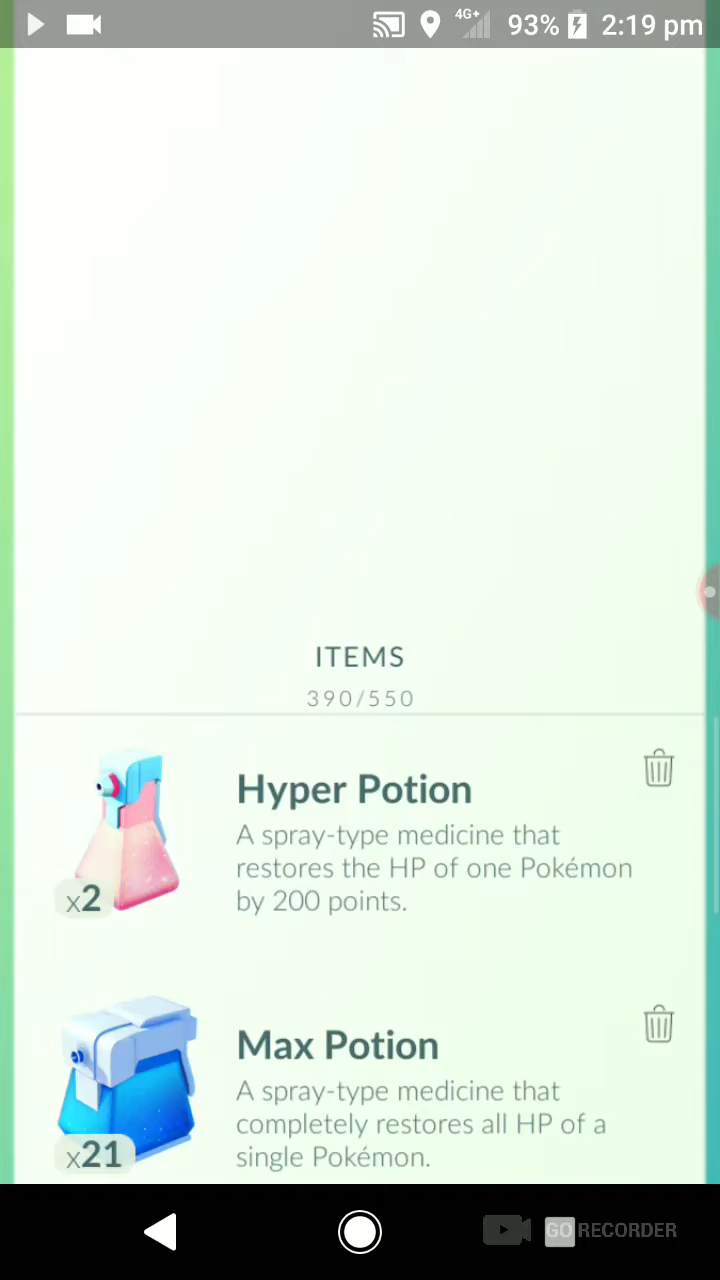 4G+ 93% 2:19 pm
ITEMS
390/550
Hyper Potion
A spray-type medicine that
restores the HP of one Pokémon
by 200 points.
x2
Max Potion
A spray-type medicine that
completely restores all HP of a
single Pokémon.
x21
GO RECORDER